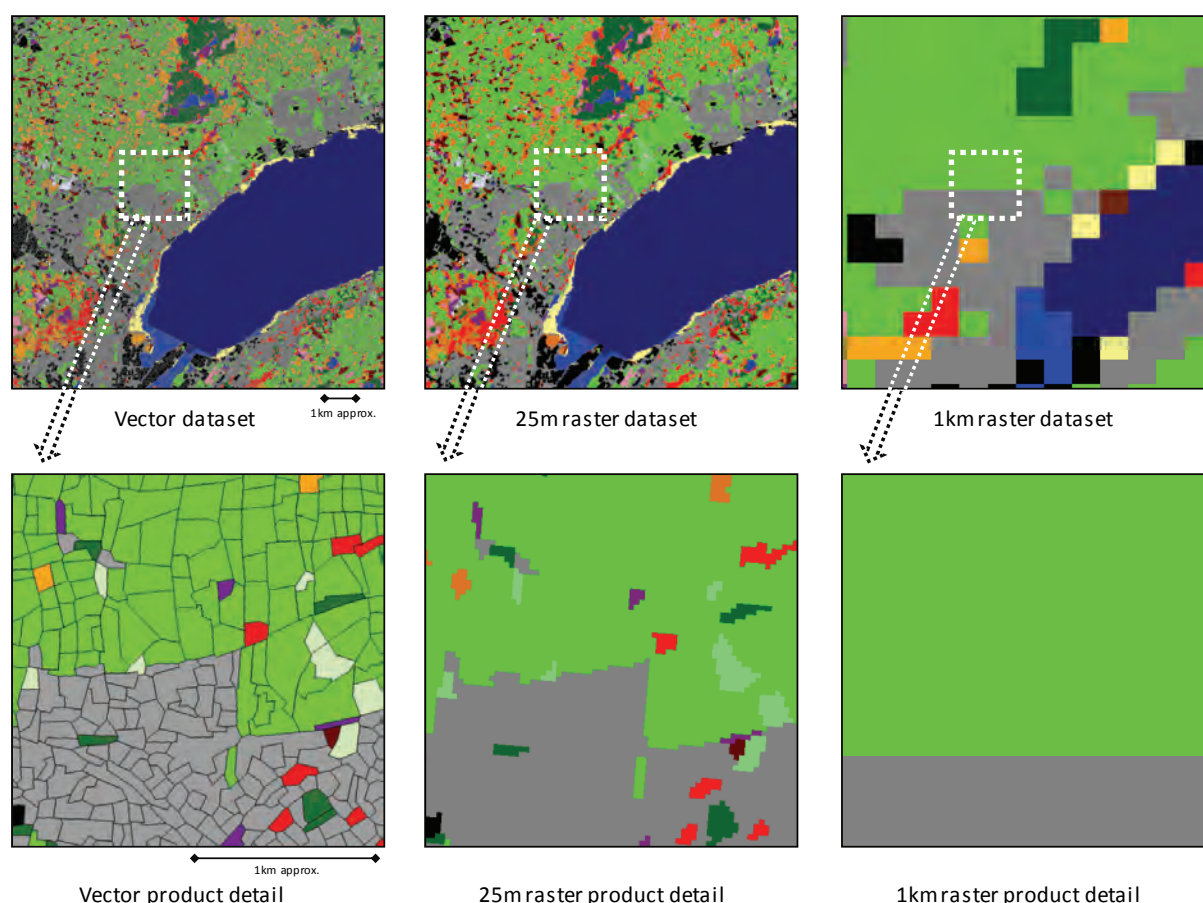 Vector dataset
1km approx.
25m raster dataset
1km raster dataset
1km approx.
Vector product detail
25m raster product detail
1km raster product detail